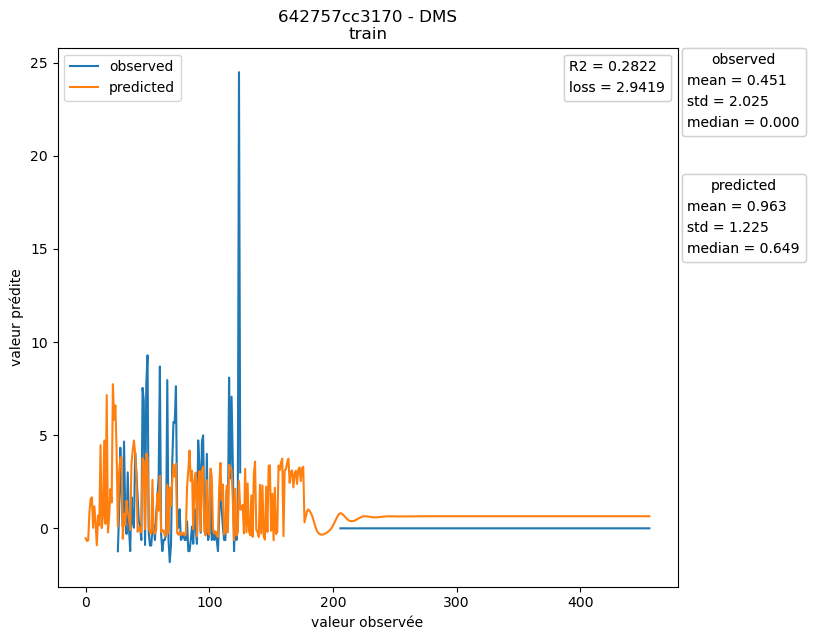 642757cc3170 - DMS
train
observed
predicted
R2 = 0.2822
loss = 2.9419
observed
mean = 0.451
std = 2.025
median = 0.000
predicted
mean = 0.963
std = 1.225
median = 0.649
25
20
15
10
5
0
valeur prédite
0
100
200
300
400
valeur observée